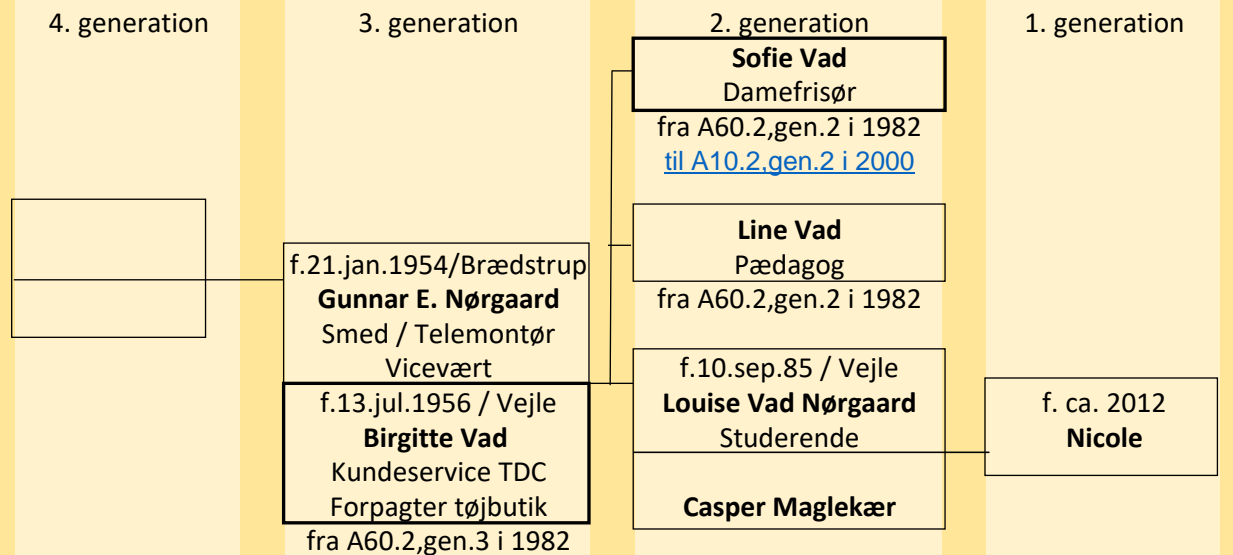 4. generation
3. generation
2. generation
1. generation
Sofie Vad
Damefrisør
fra A60.2,gen.2 i 1982
til A10.2,gen.2 i 2000
Line Vad
Pædagog
fra A60.2,gen.2 i 1982
f.21.jan.1954/Brædstrup
Gunnar E. Nørgaard
Smed / Telemontør
Vicevært
f.13.jul.1956 / Vejle
Birgitte Vad
Kundeservice TDC
Forpagter tøjbutik
fra A60.2,gen.3 i 1982
f.10.sep.85 / Vejle
Louise Vad Nørgaard
Studerende
Casper Maglekær
f. ca. 2012
Nicole